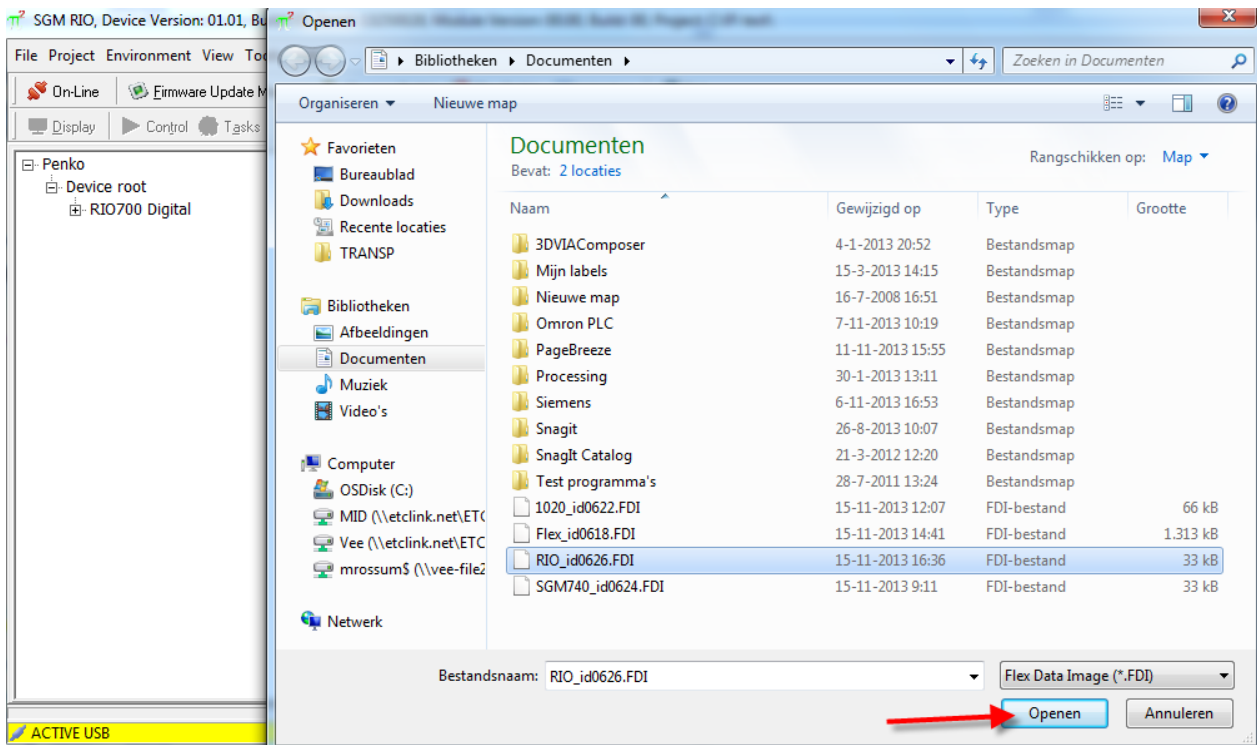 SGM RIO, Device Version: 01.01, Bu
File Project Environment View Too
On-Line Firmware Update M
Display Control Tasks
Penko
Device root
RIO700 Digital
ACTIVE USB
Openen
Bibliotheken Documenten
Zoeken in Documenten
Organiseren Nieuwe map
Favorieten
Bureaublad
Downloads
Recente locaties
TRANSP
Bibliotheken
Afbeeldingen
Documenten
Muziek
Video's
Computer
OSDisk (C:)
MID (\\etclink.net\ETC
Vee (\\etclink.net\ETC
mrossum$ (\\vee-file2
Netwerk
Documenten
Bevat: 2 locaties
Rangschikken op: Map
Naam Gewijzigd op Type Grootte
3DVIAComposer 4-1-2013 20:52 Bestandsmap
Mijn labels 15-3-2013 14:15 Bestandsmap
Nieuwe map 16-7-2008 16:51 Bestandsmap
Omron PLC 7-11-2013 10:19 Bestandsmap
PageBreeze 11-11-2013 15:55 Bestandsmap
Processing 30-1-2013 13:11 Bestandsmap
Siemens 6-11-2013 16:53 Bestandsmap
Snagit 26-8-2013 10:07 Bestandsmap
SnagIt Catalog 21-3-2012 12:20 Bestandsmap
Test programma's 28-7-2011 13:24 Bestandsmap
1020_id0622.FDI 15-11-2013 12:07 FDI-bestand 66 kB
Flex_id0618.FDI 15-11-2013 14:41 FDI-bestand 1.313 kB
RIO_id0626.FDI 15-11-2013 16:36 FDI-bestand 33 kB
SGM740_id0624.FDI 15-11-2013 9:11 FDI-bestand 33 kB
Bestandsnaam: RIO_id0626.FDI Flex Data Image (*.FDI)
Openen Annuleren